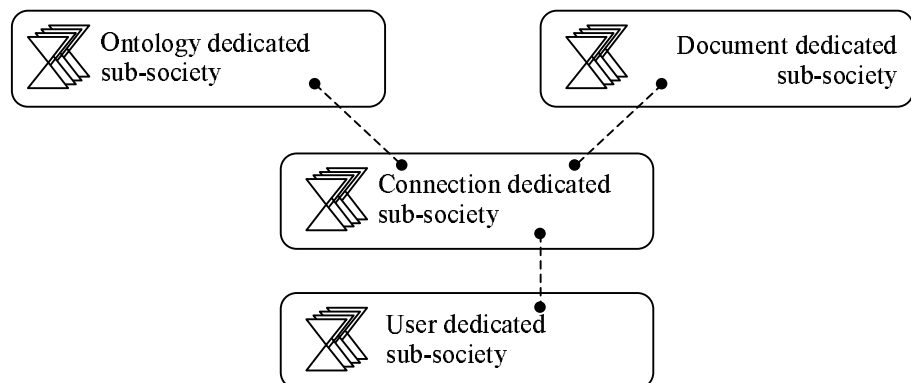 Ontology dedicated
sub-society
Document dedicated
sub-society
Connection dedicated
sub-society
User dedicated
sub-society